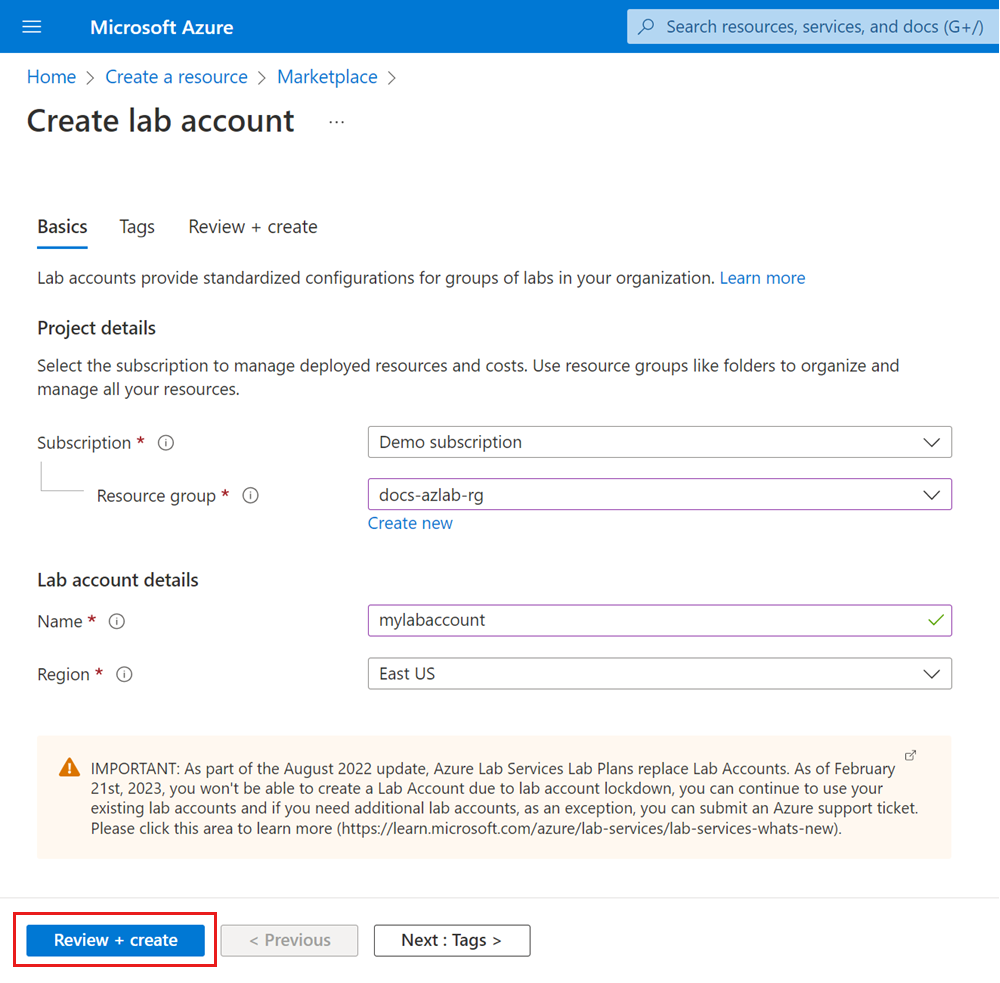 Microsoft Azure
Search resources, services, and docs (G+/)
Home > Create a resource > Marketplace >
Create lab account ...
Basics Tags Review + create
Lab accounts provide standardized configurations for groups of labs in your organization. Learn more
Project details
Select the subscription to manage deployed resources and costs. Use resource groups like folders to organize and
manage all your resources.
Subscription *
Demo subscription
Resource group *
docs-azlab-rg
Create new
Lab account details
Name *
mylabaccount
Region *
East US
IMPORTANT: As part of the August 2022 update, Azure Lab Services Lab Plans replace Lab Accounts. As of February
21st, 2023, you won't be able to create a Lab Account due to lab account lockdown, you can continue to use your
existing lab accounts and if you need additional lab accounts, as an exception, you can submit an Azure support ticket.
Please click this area to learn more (https://learn.microsoft.com/azure/lab-services/lab-services-whats-new).
Review + create
< Previous
Next : Tags >